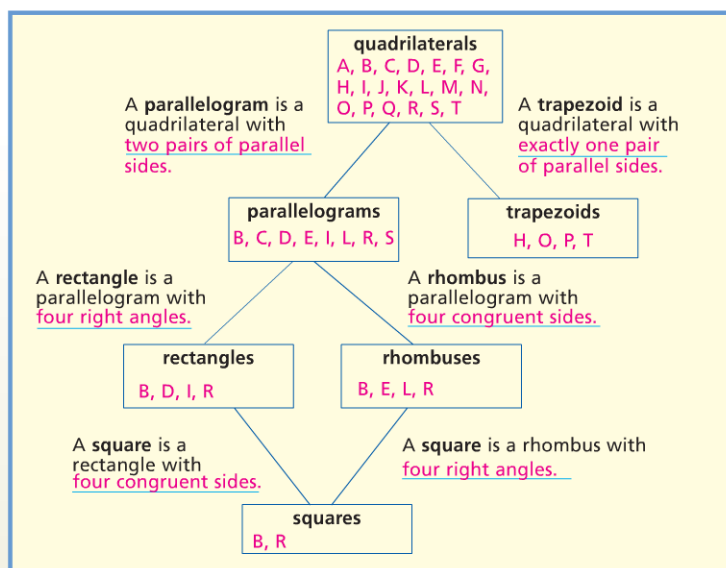 quadrilaterals
A, B, C, D, E, F, G,
H, I, J, K, L, M, N,
O, P, Q, R, S, T
A parallelogram is a
quadrilateral with
two pairs of parallel
sides.
A trapezoid is a
quadrilateral with
exactly one pair
of parallel sides.
parallelograms
B, C, D, E, I, L, R, S
trapezoids
H, O, P, T
A rectangle is a
parallelogram with
four right angles.
A rhombus is a
parallelogram with
four congruent sides.
rectangles
B, D, I, R
rhombuses
B, E, L, R
A square is a
rectangle with
four congruent sides.
A square is a rhombus with
four right angles.
squares
B, R